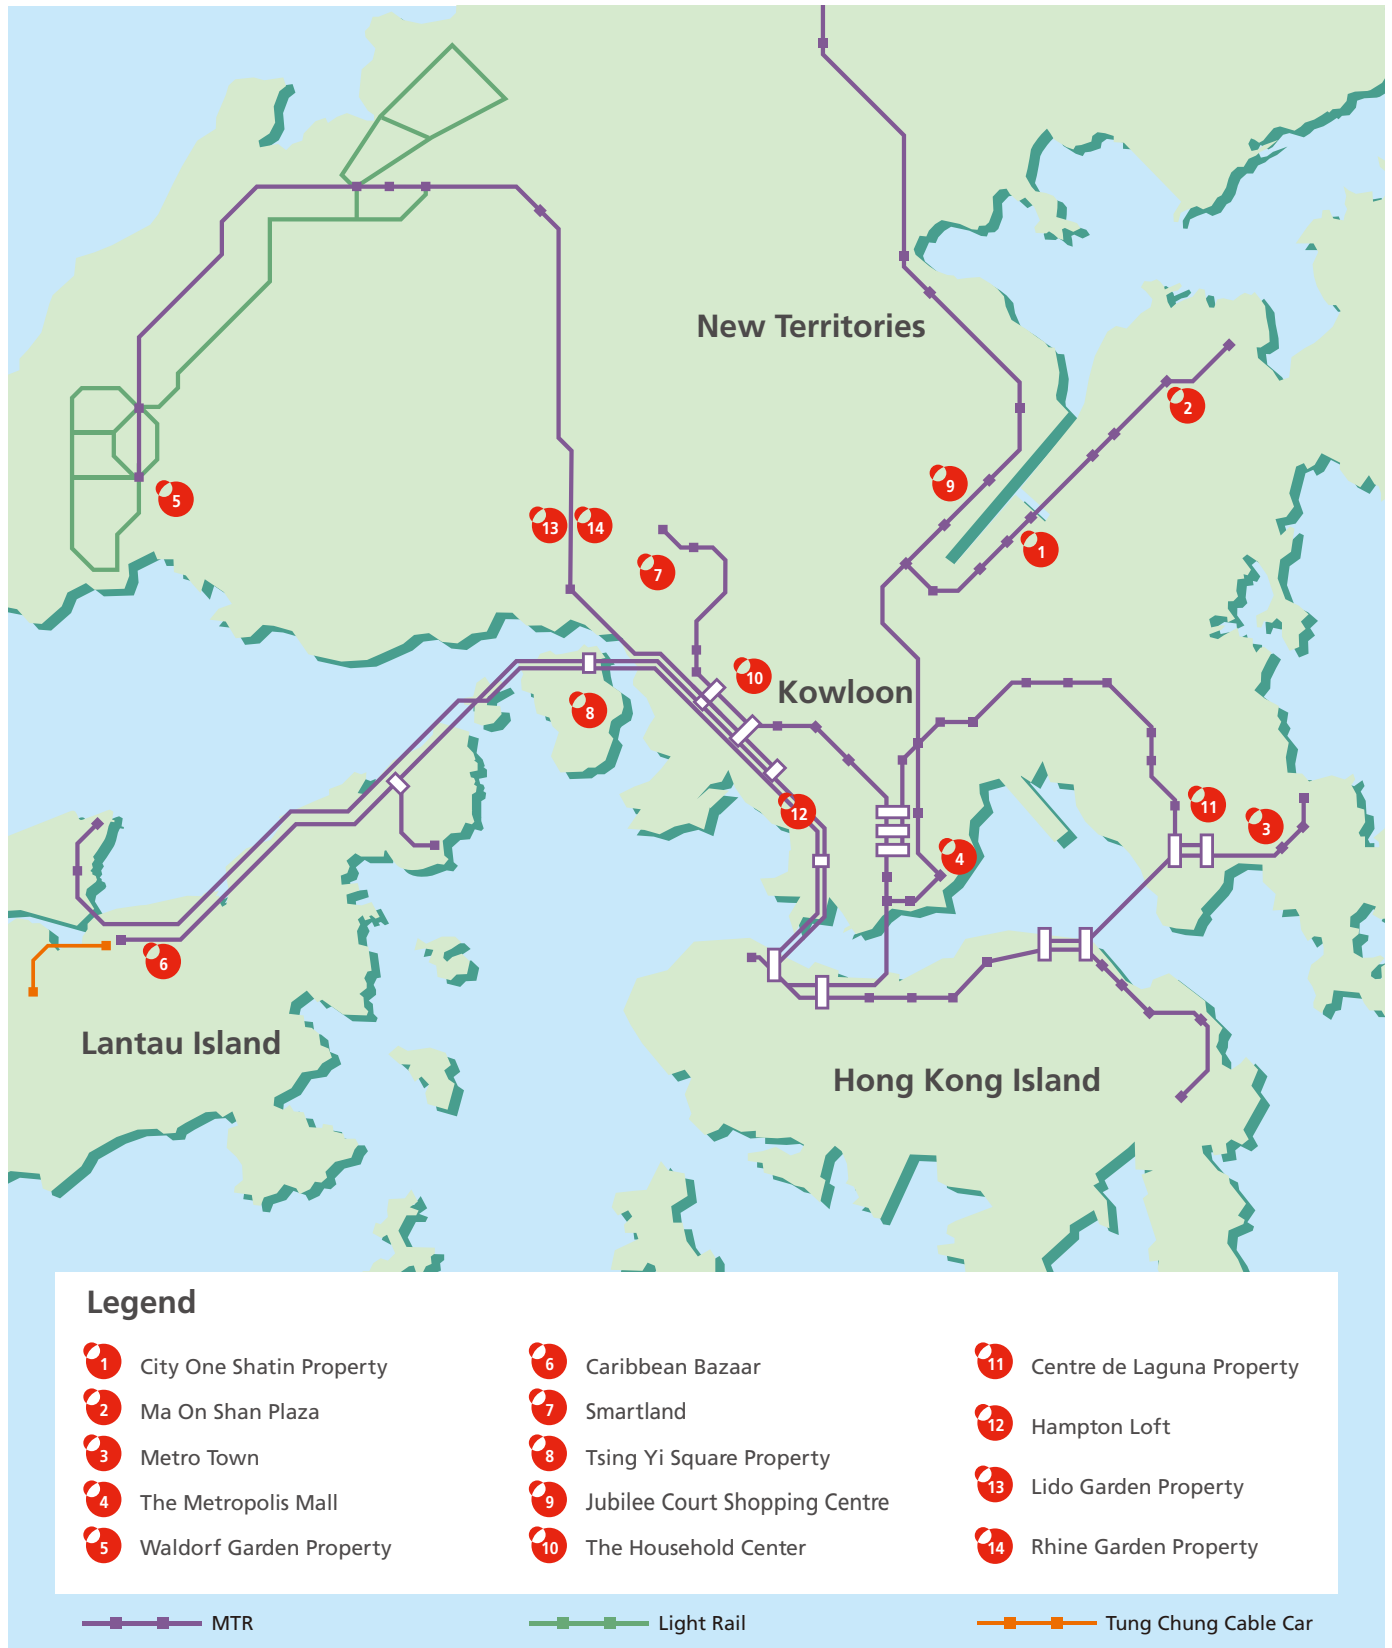 New Territories
2
9
5
13
14
1
7
10
Kowloon
8
12
11
3
4
6
Lantau Island
Hong Kong Island
Legend
1 City One Shatin Property
2 Ma On Shan Plaza
3 Metro Town
4 The Metropolis Mall
5 Waldorf Garden Property
6 Caribbean Bazaar
7 Smartland
8 Tsing Yi Square Property
9 Jubilee Court Shopping Centre
10 The Household Center
11 Centre de Laguna Property
12 Hampton Loft
13 Lido Garden Property
14 Rhine Garden Property
MTR
Light Rail
Tung Chung Cable Car